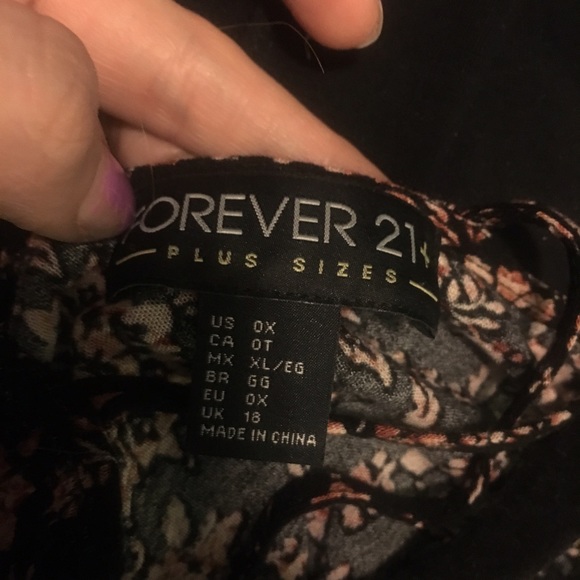 FOREVER 21+
PLUS SIZES
US 0X
CA 0T
MX XL/EG
BR GG
EU 0X
UK 18
MADE IN CHINA